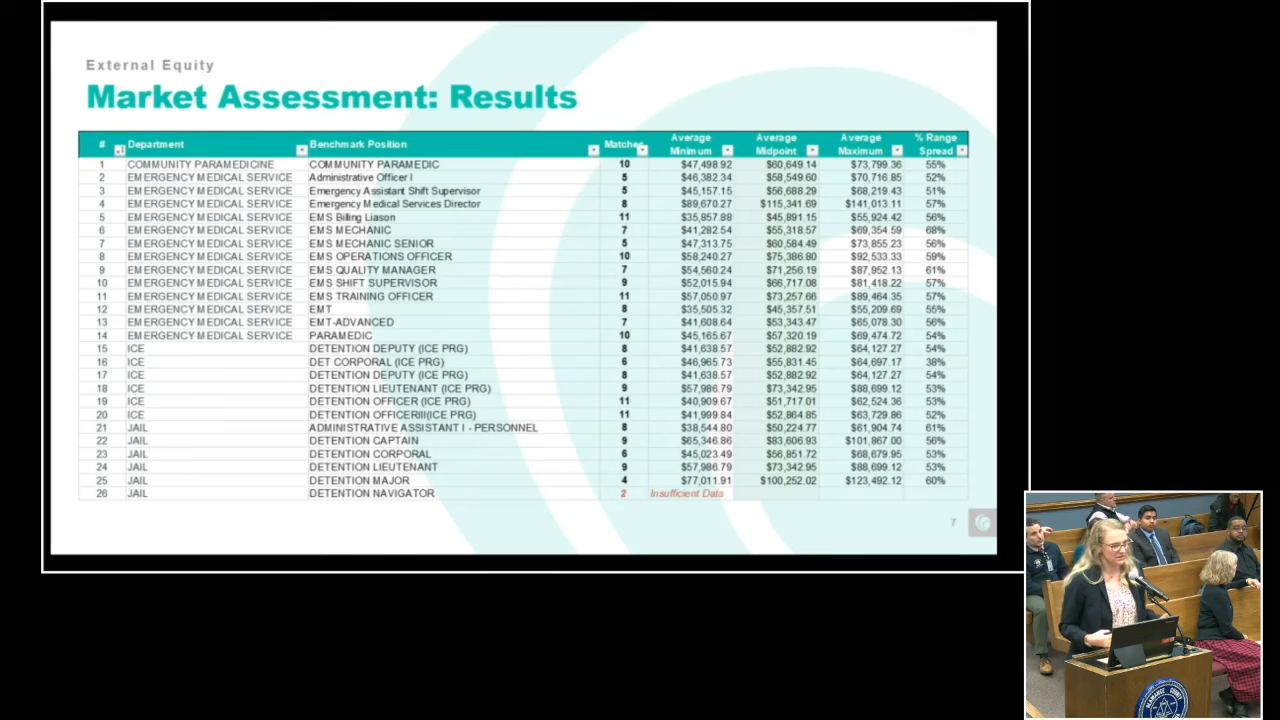 External Equity
Market Assessment: Results
# Department Benchmark Position Matches Average Minimum Average Midpoint Average Maximum % Range Spread
1 COMMUNITY PARAMEDICINE COMMUNITY PARAMEDIC 10 $47,498.92 $60,649.14 $73,799.36 55%
2 EMERGENCY MEDICAL SERVICE Administrative Officer I 5 $46,382.34 $58,549.60 $70,716.85 52%
3 EMERGENCY MEDICAL SERVICE Emergency Assistant Shift Supervisor 5 $45,157.15 $56,688.29 $68,219.43 51%
4 EMERGENCY MEDICAL SERVICE Emergency Medical Services Director 8 $89,670.27 $115,341.69 $141,013.11 57%
5 EMERGENCY MEDICAL SERVICE EMS Billing Liason 11 $35,857.88 $45,891.15 $55,924.42 56%
6 EMERGENCY MEDICAL SERVICE EMS MECHANIC 7 $41,282.54 $55,318.57 $69,354.59 68%
7 EMERGENCY MEDICAL SERVICE EMS MECHANIC SENIOR 5 $47,313.75 $60,584.49 $73,855.23 56%
8 EMERGENCY MEDICAL SERVICE EMS OPERATIONS OFFICER 10 $58,240.27 $75,386.80 $92,533.33 59%
9 EMERGENCY MEDICAL SERVICE EMS QUALITY MANAGER 7 $54,560.24 $71,256.19 $87,952.13 61%
10 EMERGENCY MEDICAL SERVICE EMS SHIFT SUPERVISOR 9 $52,015.94 $66,717.08 $81,418.22 57%
11 EMERGENCY MEDICAL SERVICE EMS TRAINING OFFICER 11 $57,050.97 $73,257.66 $89,464.35 57%
12 EMERGENCY MEDICAL SERVICE EMT 8 $35,505.32 $45,357.51 $55,209.69 55%
13 EMERGENCY MEDICAL SERVICE EMT-ADVANCED 7 $41,608.64 $53,343.47 $65,078.30 56%
14 EMERGENCY MEDICAL SERVICE PARAMEDIC 10 $45,165.67 $57,320.19 $69,474.72 54%
15 ICE DETENTION DEPUTY (ICE PRG) 8 $41,638.57 $52,882.92 $64,127.27 54%
16 ICE DET CORPORAL (ICE PRG) 6 $46,965.73 $55,831.45 $64,697.17 38%
17 ICE DETENTION DEPUTY (ICE PRG) 8 $41,638.57 $52,882.92 $64,127.27 54%
18 ICE DETENTION LIEUTENANT (ICE PRG) 9 $57,986.79 $73,342.95 $88,699.12 53%
19 ICE DETENTION OFFICER (ICE PRG) 11 $40,909.67 $51,717.01 $62,524.36 53%
20 ICE DETENTION OFFICERIII(ICE PRG) 11 $41,999.84 $52,864.85 $63,729.86 52%
21 JAIL ADMINISTRATIVE ASSISTANT I - PERSONNEL 8 $38,544.80 $50,224.77 $61,904.74 61%
22 JAIL DETENTION CAPTAIN 9 $65,346.86 $83,606.93 $101,867.00 56%
23 JAIL DETENTION CORPORAL 6 $45,023.49 $56,851.72 $68,679.95 53%
24 JAIL DETENTION LIEUTENANT 9 $57,986.79 $73,342.95 $88,699.12 53%
25 JAIL DETENTION MAJOR 4 $77,011.91 $100,252.02 $123,492.12 60%
26 JAIL DETENTION NAVIGATOR 2 Insufficient Data
7
ALAMANCE COUNTY